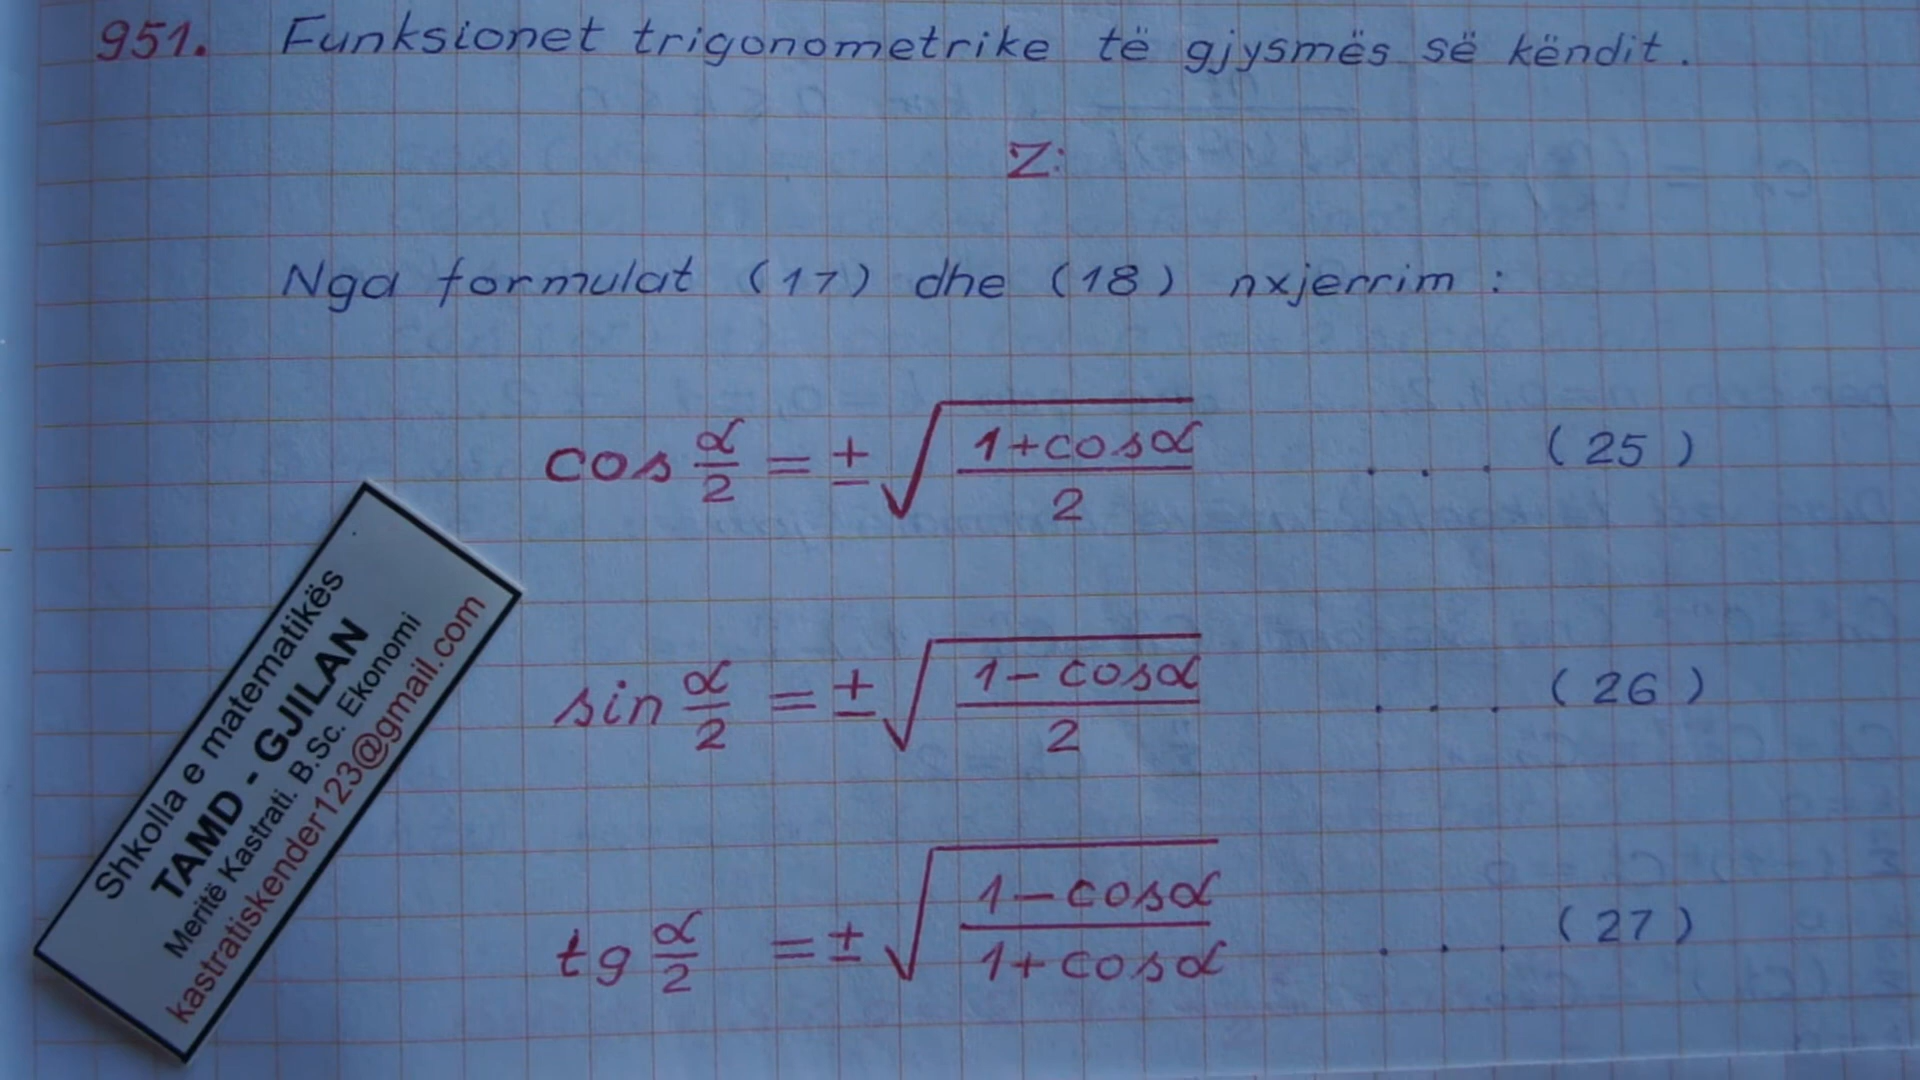 951. Funksionet trigonometrike të gjysmës së këndit.
Z:
Nga formulat (17) dhe (18) nxjerrim:
cos α/2 = ±√((1+cosα)/2) . . . (25)
sin α/2 = ±√((1-cosα)/2) . . . (26)
tg α/2 = ±√((1-cosα)/(1+cosα)) . . . (27)
Shkolla e matematikës
TAMD - GJILAN
Meritë Kastrati. B.Sc. Ekonomi
kastratiskender123@gmail.com